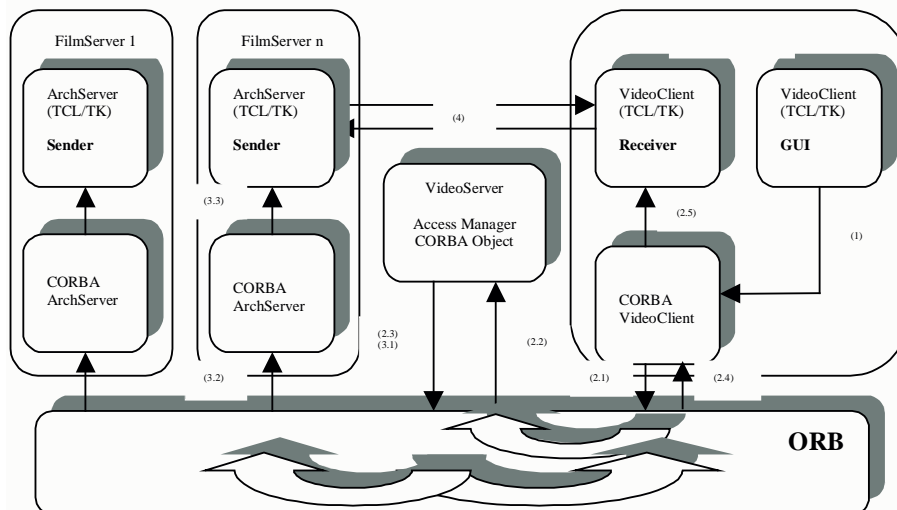 FilmServer 1
ArchServer
(TCL/TK)
Sender
CORBA
ArchServer
FilmServer n
ArchServer
(TCL/TK)
Sender
(3.3)
CORBA
ArchServer
(3.2)
(4)
VideoServer
Access Manager
CORBA Object
(2.3)
(3.1)
(2.2)
VideoClient
(TCL/TK)
Receiver
VideoClient
(TCL/TK)
GUI
(2.5)
(1)
CORBA
VideoClient
(2.1)
(2.4)
ORB